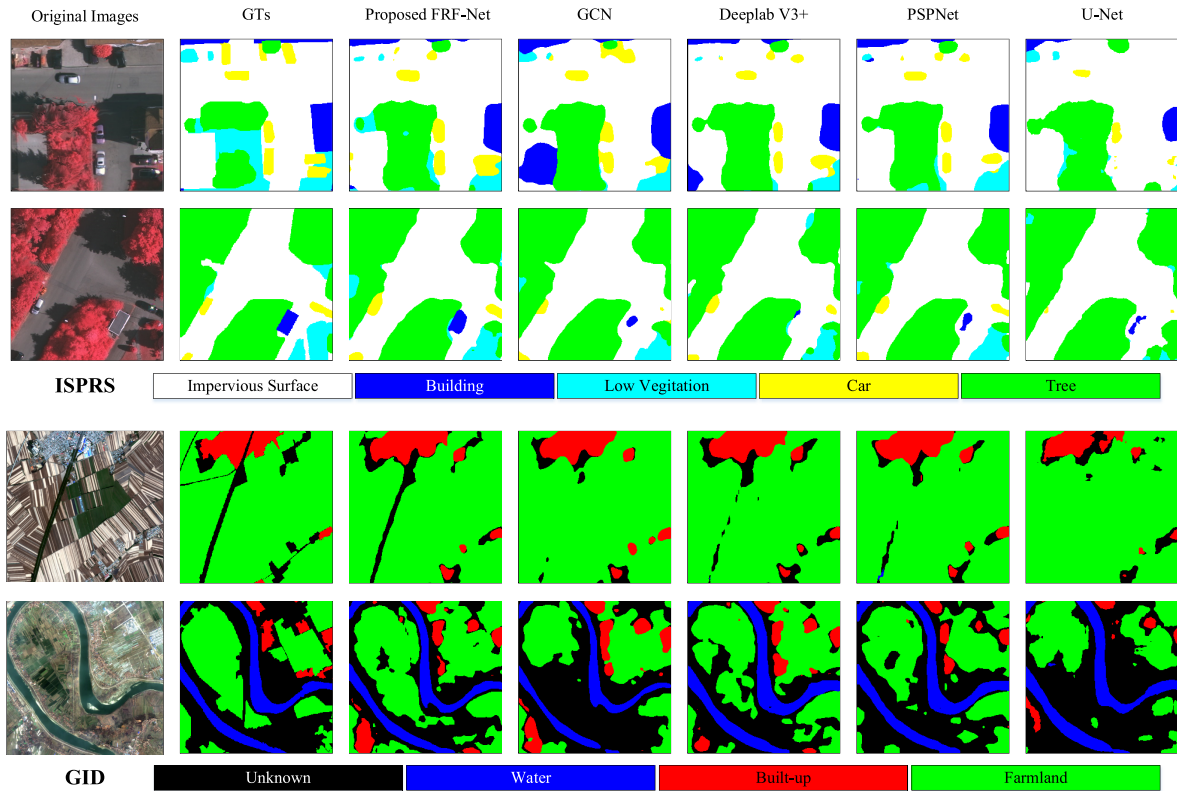 Original Images GTs Proposed FRF-Net GCN Deeplab V3+ PSPNet U-Net
ISPRS Impervious Surface Building Low Vegitation Car Tree
GID Unknown Water Built-up Farmland